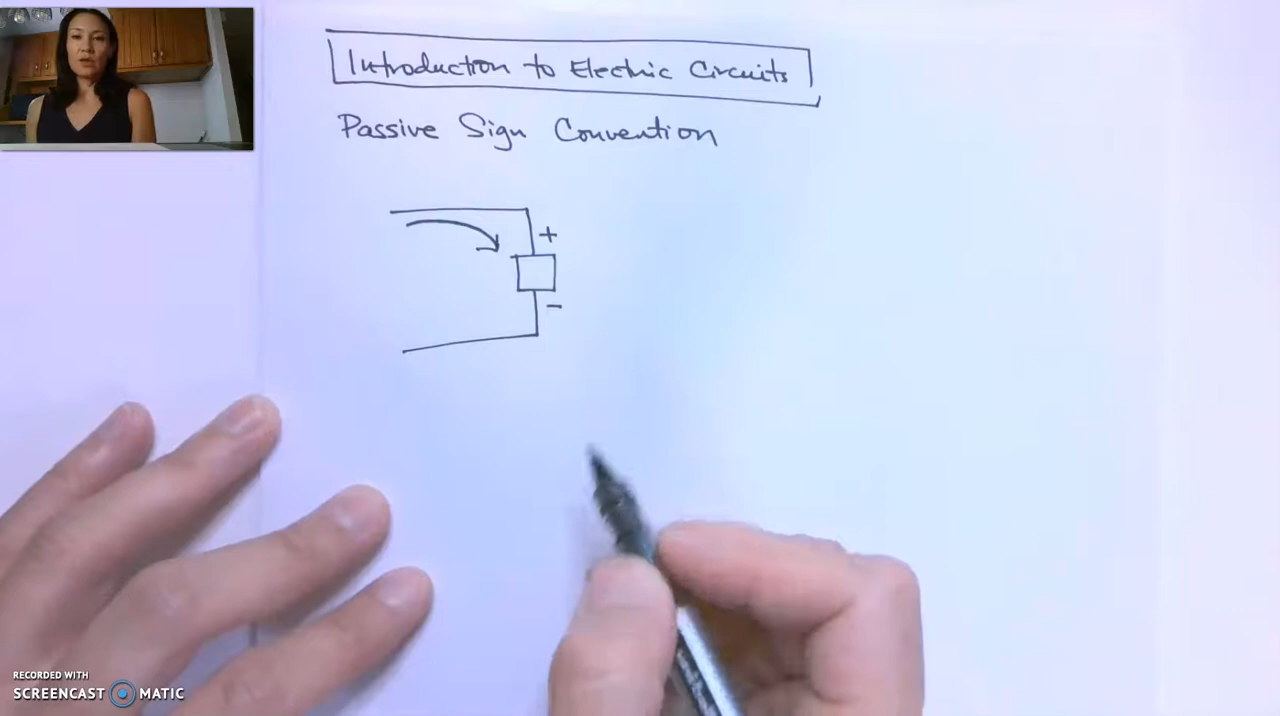 Introduction to Electric Circuits
Passive Sign Convention
+
-
RECORDED WITH
SCREENCAST MATIC